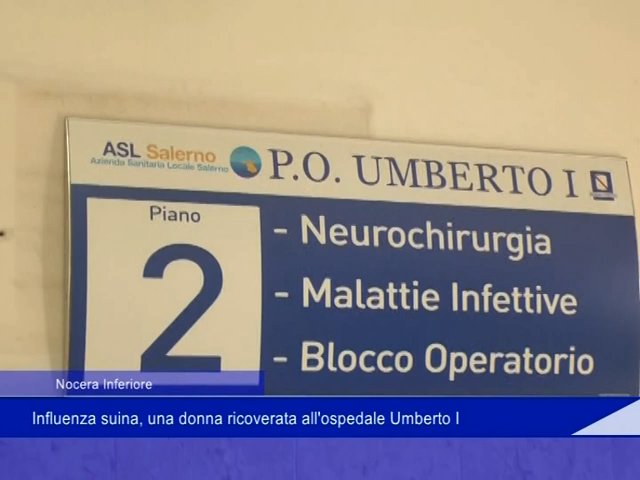 ASL Salerno
Azienda Sanitaria Locale Salerno
P.O. UMBERTO I
Piano
2
- Neurochirurgia
- Malattie Infettive
- Blocco Operatorio
Nocera Inferiore
Influenza suina, una donna ricoverata all'ospedale Umberto I